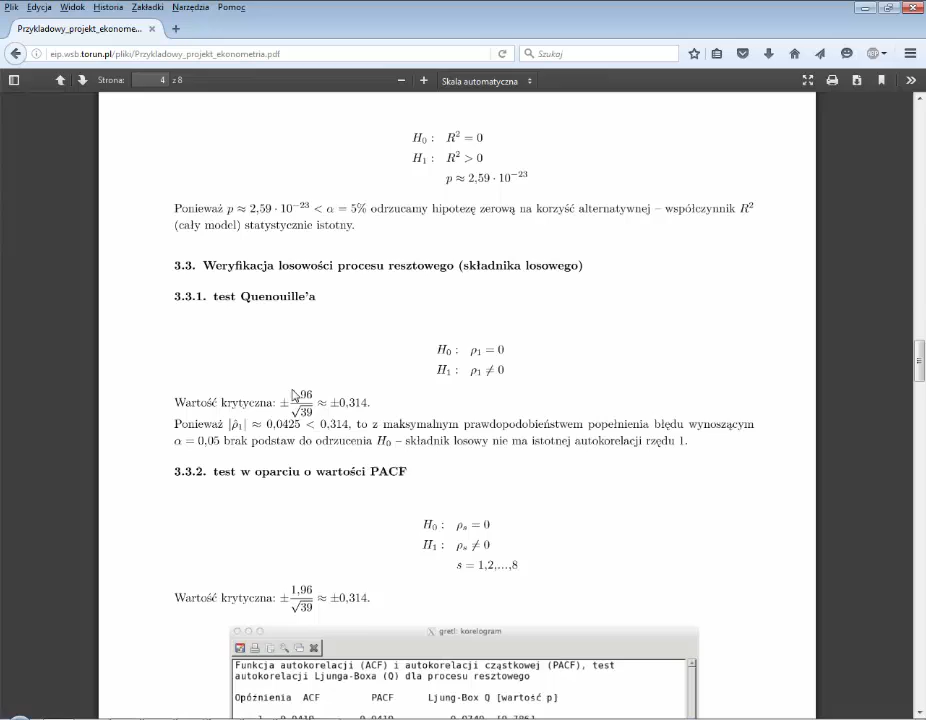 Plik Edycja Widok Historia Zakładki Narzędzia Pomoc
Przykladowy_projekt_ekonome...
eip.wsb.torun.pl/pliki/Przykladowy_projekt_ekonometria.pdf
Szukaj
Strona: 4 z 8
Skala automatyczna
H₀ : R² = 0
H₁ : R² > 0
p ≈ 2,59 · 10⁻²³
Ponieważ p ≈ 2,59 · 10⁻²³ < α = 5% odrzucamy hipotezę zerową na korzyść alternatywnej – współczynnik R²
(cały model) statystycznie istotny.
3.3. Weryfikacja losowości procesu resztowego (składnika losowego)
3.3.1. test Quenouille'a
H₀ : ρ₁ = 0
H₁ : ρ₁ ≠ 0
Wartość krytyczna: ± ,96/√39 ≈ ±0,314.
Ponieważ |ρ̂₁| ≈ 0,0425 < 0,314, to z maksymalnym prawdopodobieństwem popełnienia błędu wynoszącym
α = 0,05 brak podstaw do odrzucenia H₀ – składnik losowy nie ma istotnej autokorelacji rzędu 1.
3.3.2. test w oparciu o wartości PACF
H₀ : ρₛ = 0
H₁ : ρₛ ≠ 0
s = 1,2,...,8
Wartość krytyczna: ± 1,96/√39 ≈ ±0,314.
gretl: korelogram
Funkcja autokorelacji (ACF) i autokorelacji cząstkowej (PACF), test
autokorelacji Ljunga-Boxa (Q) dla procesu resztowego
Opóźnienia ACF PACF Ljung-Box Q [wartość p]